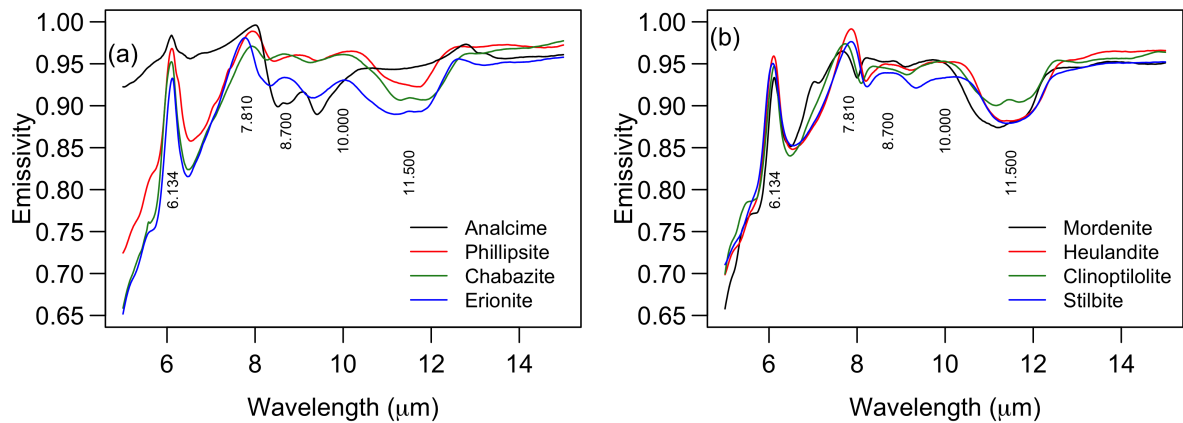 (a)
Emissivity
1.00
0.95
0.90
0.85
0.80
0.75
0.70
0.65
6.134
7.810
8.700
10.000
11.500
Analcime
Phillipsite
Chabazite
Erionite
6 8 10 12 14
Wavelength (μm)
(b)
Emissivity
1.00
0.95
0.90
0.85
0.80
0.75
0.70
0.65
6.134
7.810
8.700
10.000
11.500
Mordenite
Heulandite
Clinoptilolite
Stilbite
6 8 10 12 14
Wavelength (μm)